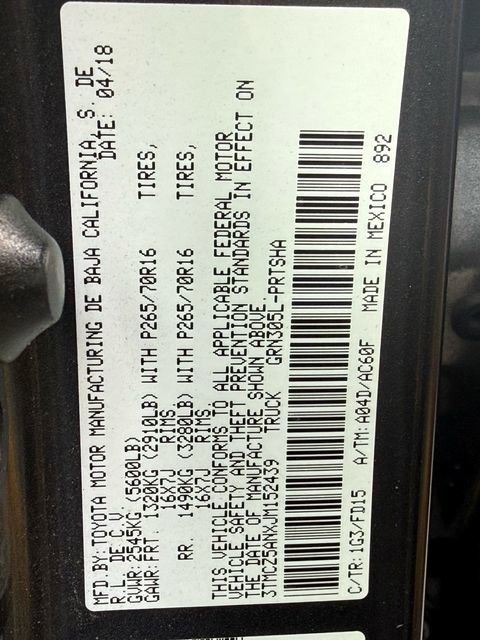 MFD.BY:TOYOTA MOTOR MANUFACTURING DE BAJA CALIFORNIA, S. DE
R.L. DE C.V. DATE: 04/18
GVWR:2545KG (5600LB)
GAWR:FRT. 1320KG (2910LB) WITH P265/70R16 TIRES,
16X7J RIMS.
RR. 1490KG (3280LB) WITH P265/70R16 TIRES,
16X7J RIMS.
THIS VEHICLE CONFORMS TO ALL APPLICABLE FEDERAL MOTOR
VEHICLE SAFETY AND THEFT PREVENTION STANDARDS IN EFFECT ON
THE DATE OF MANUFACTURE SHOWN ABOVE.
3TMCZ5ANXJM152439 TRUCK GRN305L-PRTSHA
C/TR:1G3/FD15 A/TM:A04D/AC60F MADE IN MEXICO 892